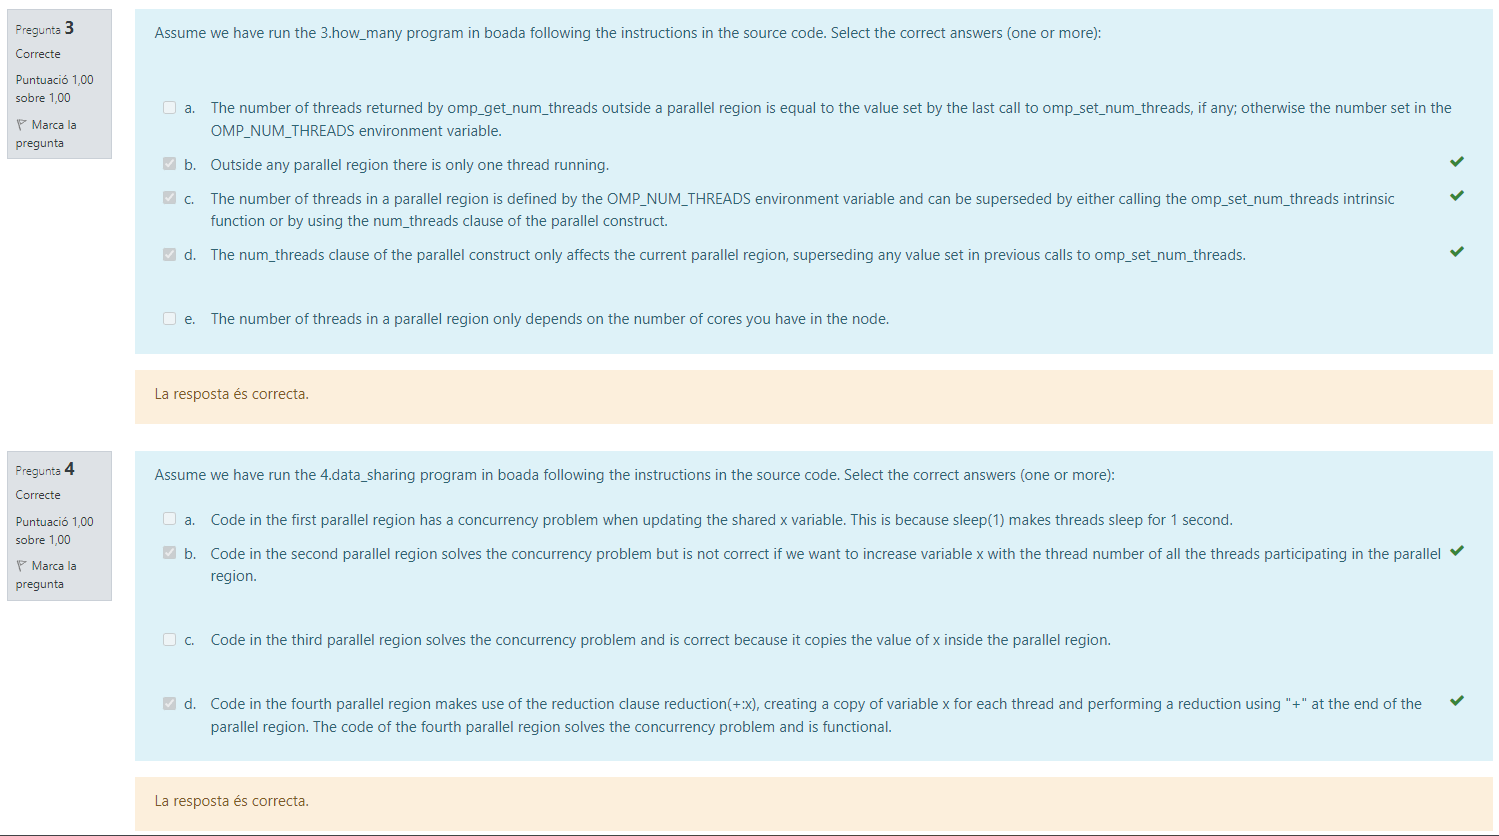 Pregunta 3
Correcte
Puntuació 1,00
sobre 1,00
Marca la
pregunta
Assume we have run the 3.how_many program in boada following the instructions in the source code. Select the correct answers (one or more):
a. The number of threads returned by omp_get_num_threads outside a parallel region is equal to the value set by the last call to omp_set_num_threads, if any; otherwise the number set in the
OMP_NUM_THREADS environment variable.
b. Outside any parallel region there is only one thread running.
c. The number of threads in a parallel region is defined by the OMP_NUM_THREADS environment variable and can be superseded by either calling the omp_set_num_threads intrinsic
function or by using the num_threads clause of the parallel construct.
d. The num_threads clause of the parallel construct only affects the current parallel region, superseding any value set in previous calls to omp_set_num_threads.
e. The number of threads in a parallel region only depends on the number of cores you have in the node.
La resposta és correcta.
Pregunta 4
Correcte
Puntuació 1,00
sobre 1,00
Marca la
pregunta
Assume we have run the 4.data_sharing program in boada following the instructions in the source code. Select the correct answers (one or more):
a. Code in the first parallel region has a concurrency problem when updating the shared x variable. This is because sleep(1) makes threads sleep for 1 second.
b. Code in the second parallel region solves the concurrency problem but is not correct if we want to increase variable x with the thread number of all the threads participating in the parallel
region.
c. Code in the third parallel region solves the concurrency problem and is correct because it copies the value of x inside the parallel region.
d. Code in the fourth parallel region makes use of the reduction clause reduction(+:x), creating a copy of variable x for each thread and performing a reduction using "+" at the end of the
parallel region. The code of the fourth parallel region solves the concurrency problem and is functional.
La resposta és correcta.